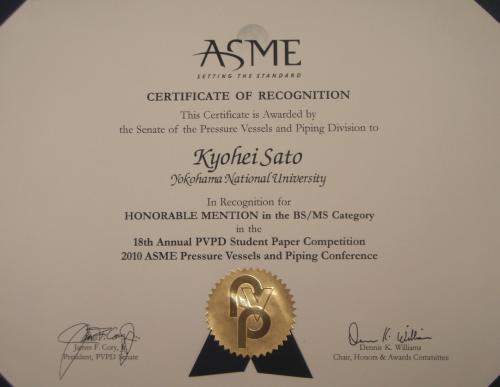 ASME
SETTING THE STANDARD
CERTIFICATE OF RECOGNITION
This Certificate is Awarded by
the Senate of the Pressure Vessels and Piping Division to
Kyohei Sato
Yokohama National University
In Recognition for
HONORABLE MENTION in the BS/MS Category
in the
18th Annual PVPD Student Paper Competition
2010 ASME Pressure Vessels and Piping Conference
PVP
James F. Cory, Jr.
President, PVPD Senate
Dennis K. Williams
Dennis K. Williams
Chair, Honors & Awards Committee